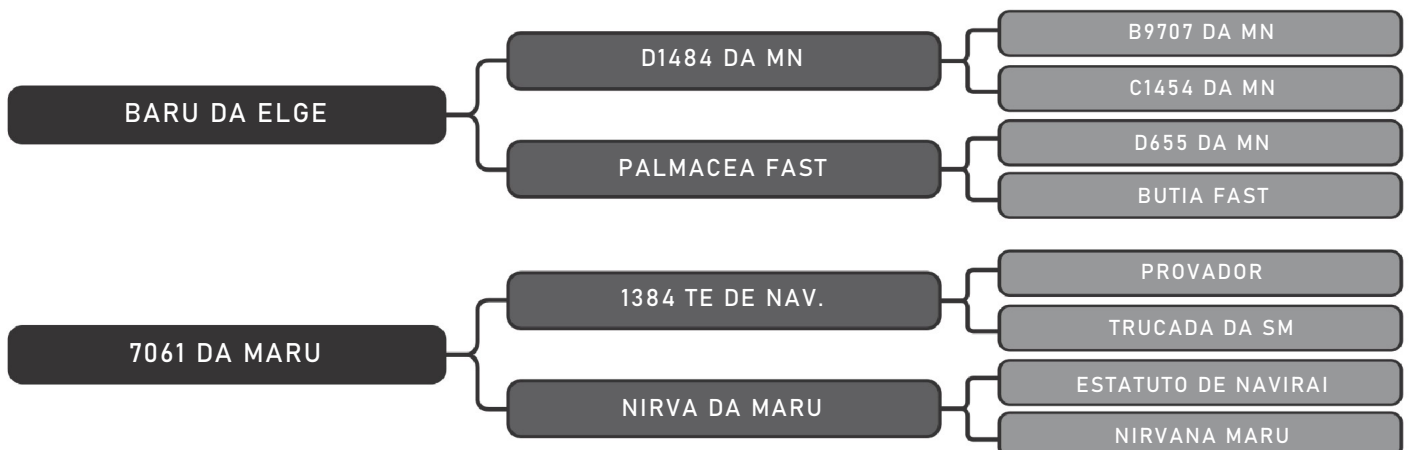 BARU DA ELGE
D1484 DA MN
PALMACEA FAST
B9707 DA MN
C1454 DA MN
D655 DA MN
BUTIA FAST
7061 DA MARU
1384 TE DE NAV.
NIRVA DA MARU
PROVADOR
TRUCADA DA SM
ESTATUTO DE NAVIRAI
NIRVANA MARU